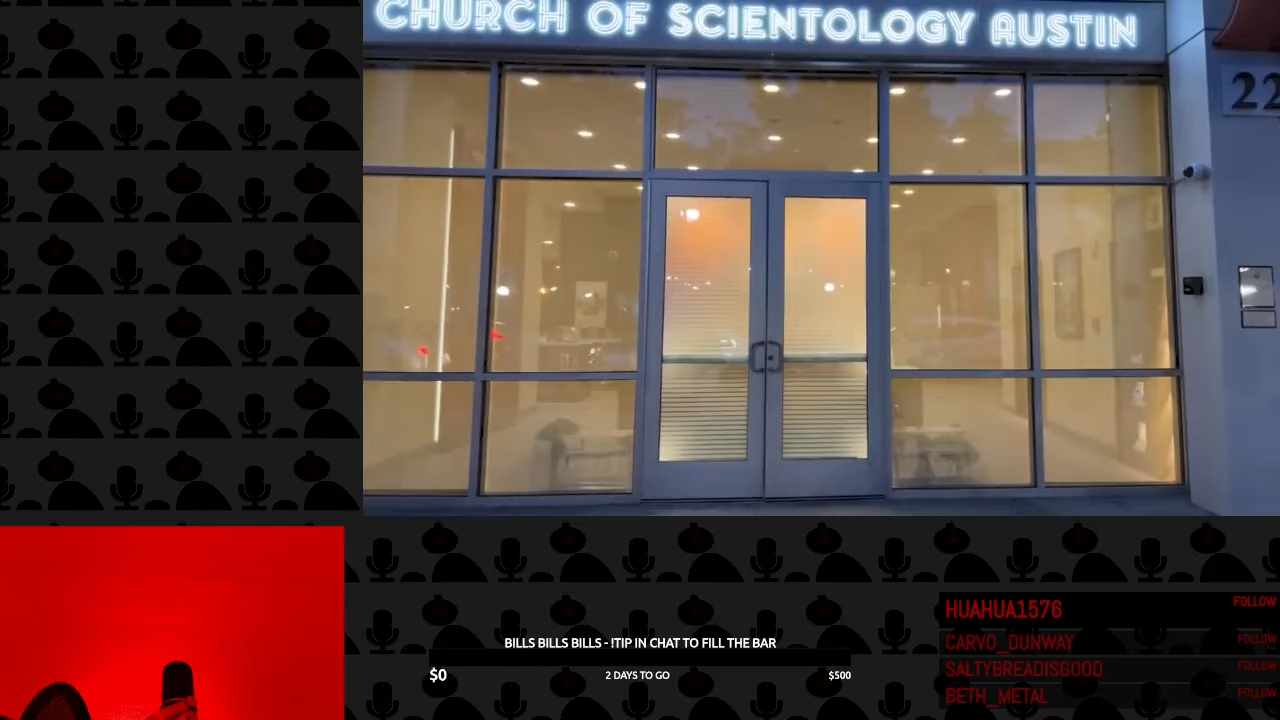 CHURCH OF SCIENTOLOGY AUSTIN
22
BILLS BILLS BILLS - !TIP IN CHAT TO FILL THE BAR
$0
2 DAYS TO GO
$500
HUAHUA1576
FOLLOW
CARVO_DUNWAY
FOLLOW
SALTYBREADISGOOD
FOLLOW
BETH_METAL
FOLLOW